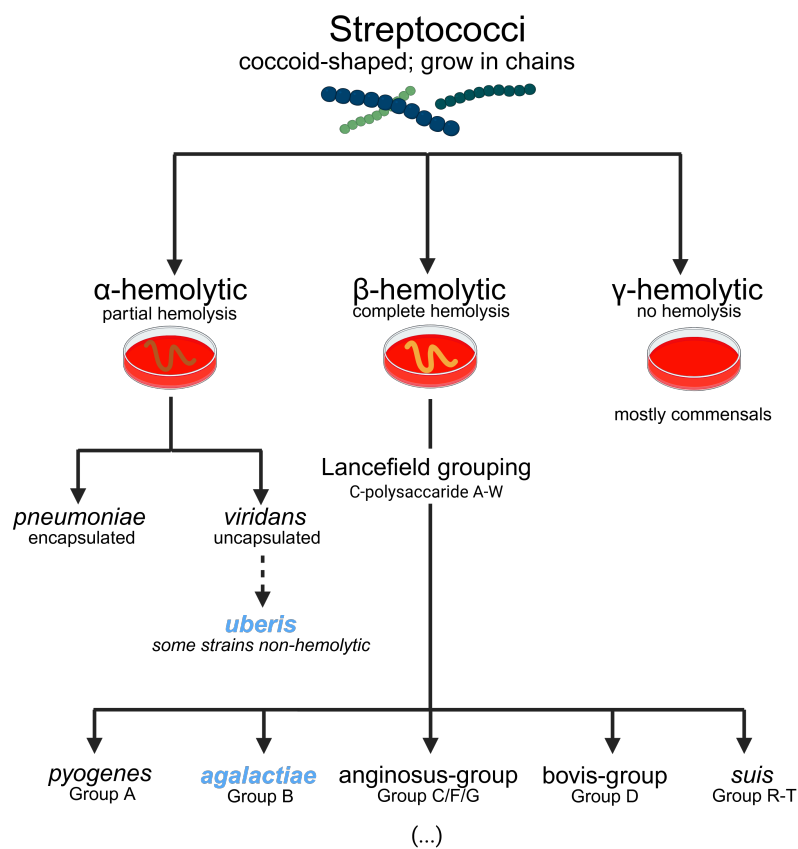 Streptococci
coccoid-shaped; grow in chains
α-hemolytic
partial hemolysis
β-hemolytic
complete hemolysis
γ-hemolytic
no hemolysis
mostly commensals
Lancefield grouping
C-polysaccaride A-W
pneumoniae
encapsulated
viridans
uncapsulated
uberis
some strains non-hemolytic
pyogenes
Group A
agalactiae
Group B
anginosus-group
Group C/F/G
bovis-group
Group D
suis
Group R-T
(...)